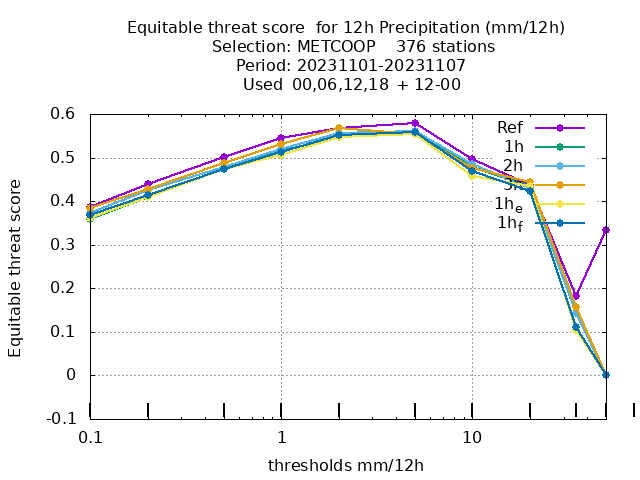 Equitable threat score  for 12h Precipitation (mm/12h)
Selection: METCOOP    376 stations
Period: 20231101-20231107
Used  00,06,12,18  + 12-00
Equitable threat score
0.6
0.5
0.4
0.3
0.2
0.1
0
-0.1
Ref
1h
2h
1he
1hf
0.1
1
10
thresholds mm/12h